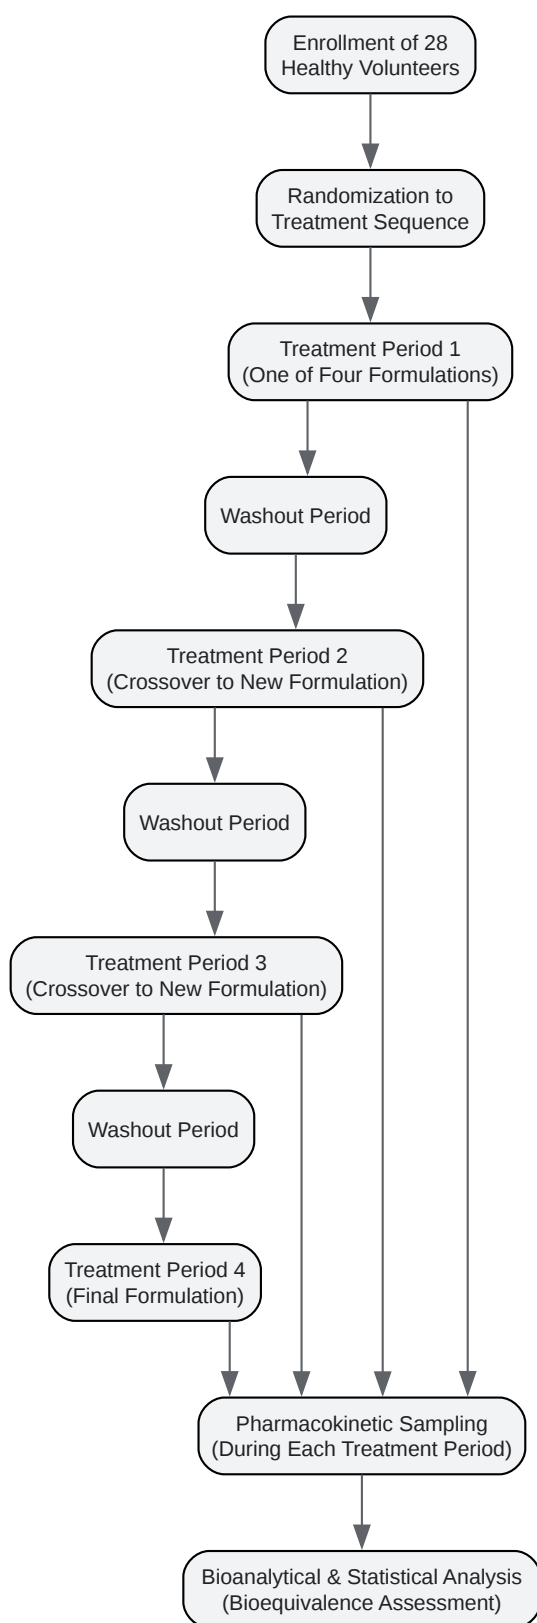 Enrollment of 28
Healthy Volunteers
Randomization to
Treatment Sequence
Treatment Period 1
(One of Four Formulations)
Washout Period
Treatment Period 2
(Crossover to New Formulation)
Washout Period
Treatment Period 3
(Crossover to New Formulation)
Washout Period
Treatment Period 4
(Final Formulation)
Pharmacokinetic Sampling
(During Each Treatment Period)
Bioanalytical & Statistical Analysis
(Bioequivalence Assessment)